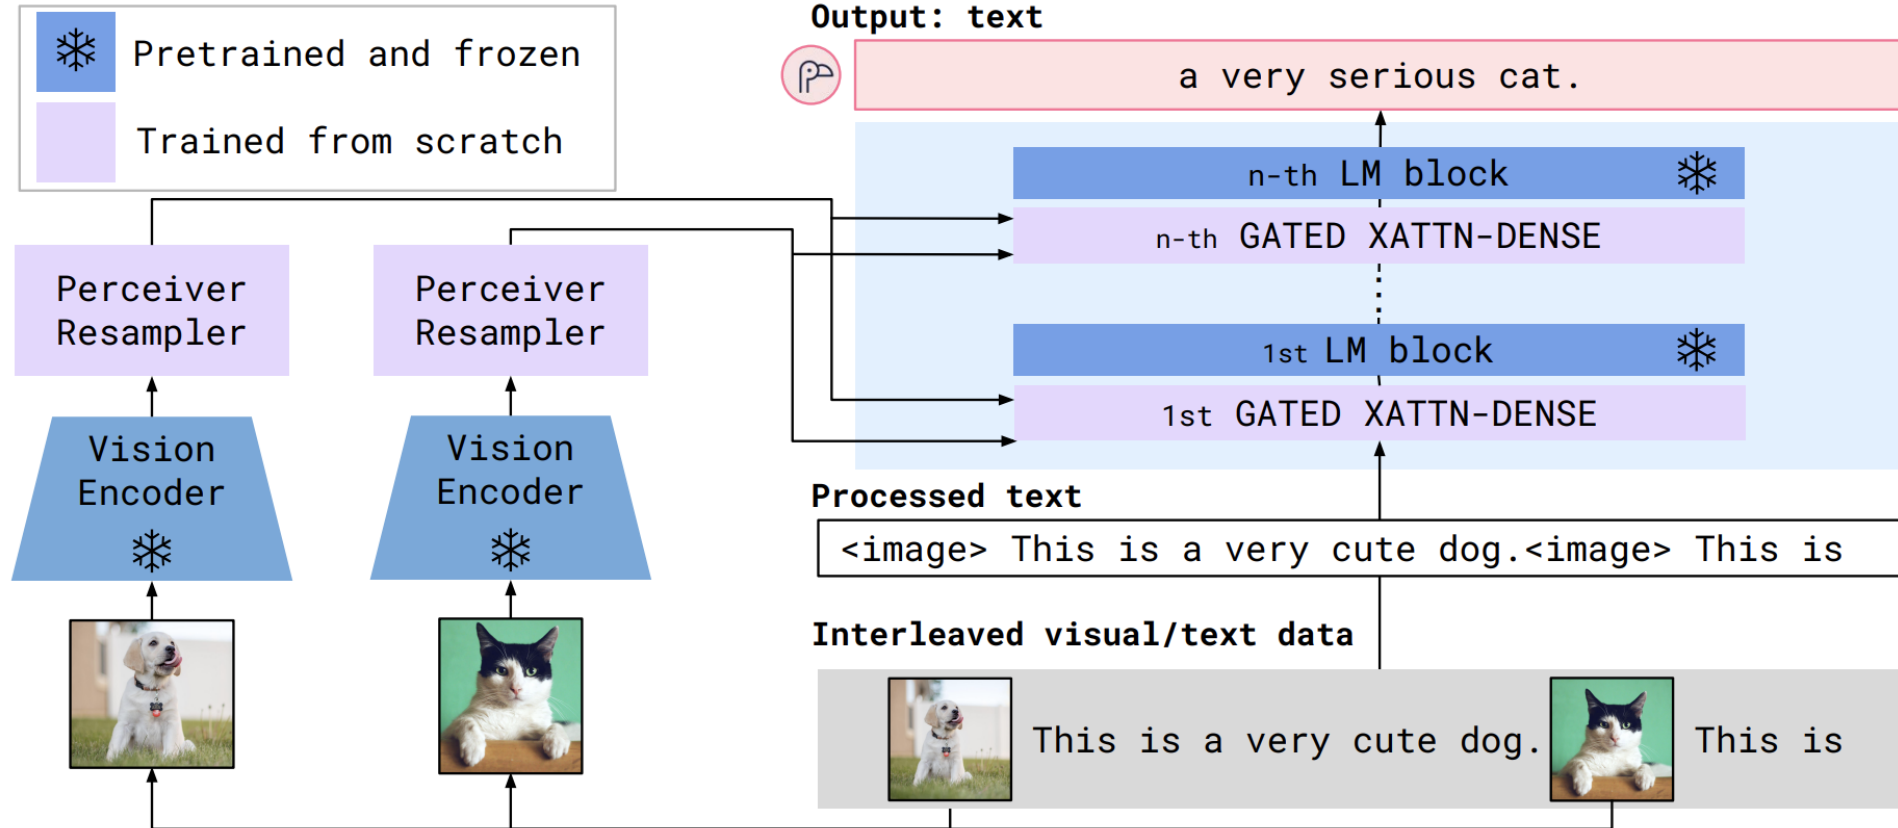 Pretrained and frozen
Trained from scratch
Output: text
a very serious cat.
n-th LM block
n-th GATED XATTN-DENSE
1st LM block
1st GATED XATTN-DENSE
Perceiver
Resampler
Perceiver
Resampler
Vision
Encoder
Vision
Encoder
Processed text
<image> This is a very cute dog.<image> This is
Interleaved visual/text data
This is a very cute dog.
This is